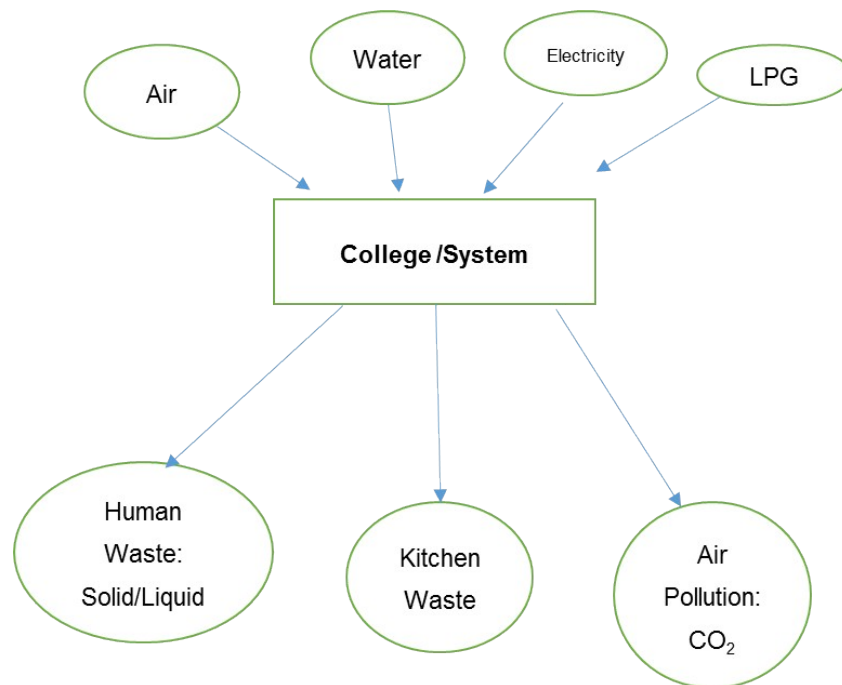 Air
Water
Electricity
LPG
College/System
Human
Waste:
Solid/Liquid
Kitchen
Waste
Air
Pollution:
CO₂